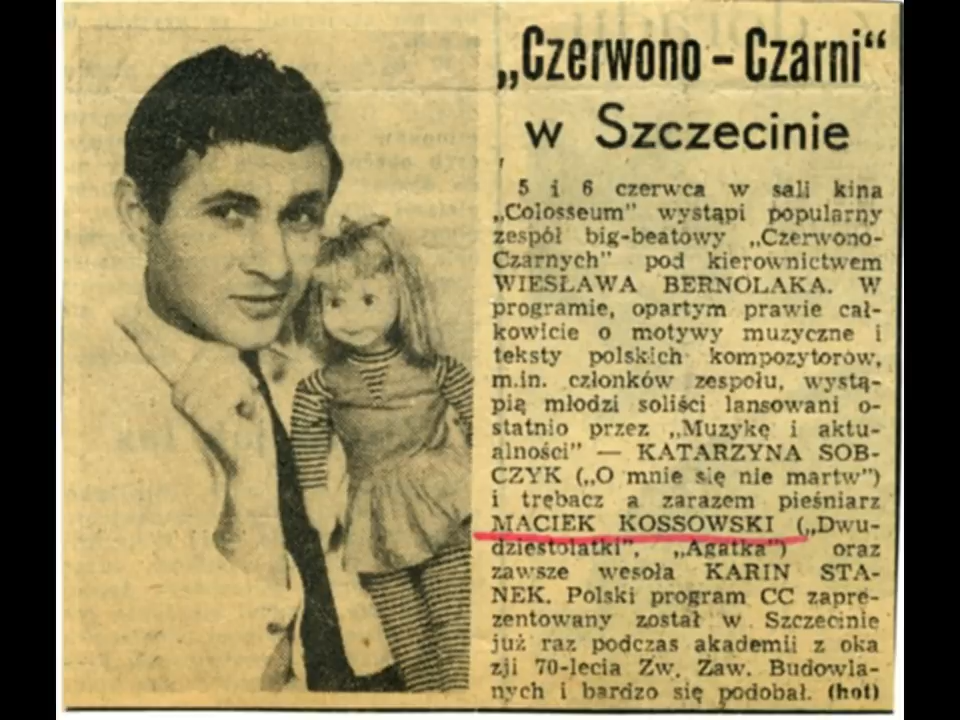 „Czerwono - Czarni“
w Szczecinie
5 i 6 czerwca w sali kina
„Colosseum" wystąpi popularny
zespół big-beatowy „Czerwono-
Czarnych" pod kierownictwem
WIESŁAWA BERNOLAKA. W
programie, opartym prawie cał-
kowicie o motywy muzyczne i
teksty polskich kompozytorów,
m.in. członków zespołu, wystą-
pią młodzi soliści lansowani o-
statnio przez „Muzykę i aktu-
alności" — KATARZYNA SOB-
CZYK („O mnie się nie martw")
i trębacz a zarazem pieśniarz
MACIEK KOSSOWSKI („Dwu-
dziestolatki", „Agatka") oraz
zawsze wesoła KARIN STA-
NEK. Polski program CC zapre-
zentowany został w Szczecinie
już raz podczas akademii z oka
zji 70-lecia Zw. Zaw. Budowla-
nych i bardzo się podobał. (hot)